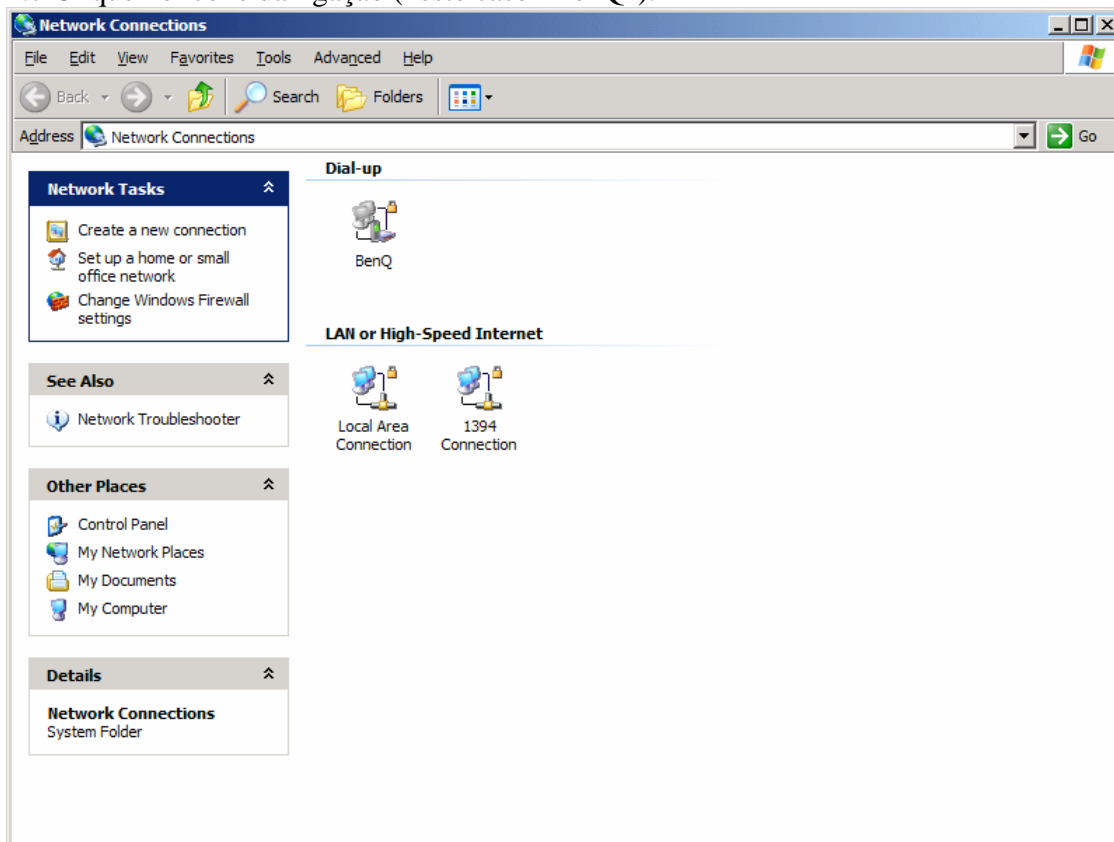 Network Connections
File Edit View Favorites Tools Advanced Help
Back Search Folders
Address Network Connections Go
Network Tasks
Create a new connection
Set up a home or small
office network
Change Windows Firewall
settings
See Also
Network Troubleshooter
Other Places
Control Panel
My Network Places
My Documents
My Computer
Details
Network Connections
System Folder
Dial-up
BenQ
LAN or High-Speed Internet
Local Area
Connection
1394
Connection